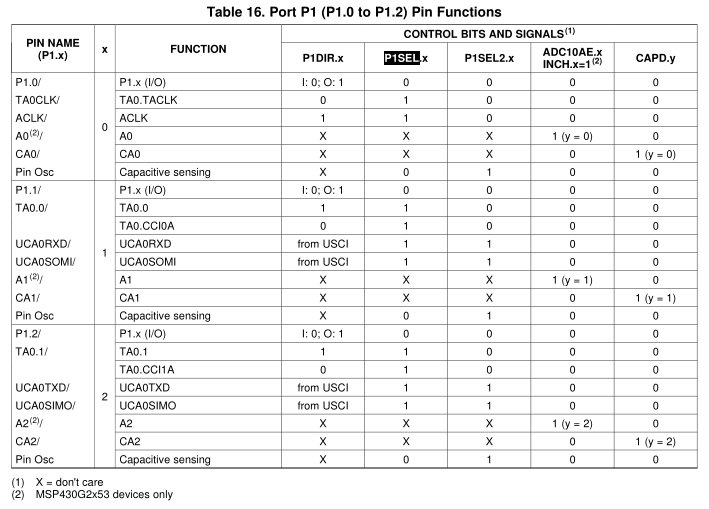 Table 16. Port P1 (P1.0 to P1.2) Pin Functions
PIN NAME (P1.x) x FUNCTION CONTROL BITS AND SIGNALS(1)
P1DIR.x P1SEL.x P1SEL2.x ADC10AE.x INCH.x=1(2) CAPD.y
P1.0/ 0 P1.x (I/O) I: 0; O: 1 0 0 0 0
TA0CLK/ TA0.TACLK 0 1 0 0 0
ACLK/ ACLK 1 1 0 0 0
A0(2)/ A0 X X X 1 (y = 0) 0
CA0/ CA0 X X X 0 1 (y = 0)
Pin Osc Capacitive sensing X 0 1 0 0
P1.1/ 1 P1.x (I/O) I: 0; O: 1 0 0 0 0
TA0.0/ TA0.0 1 1 0 0 0
TA0.CCI0A 0 1 0 0 0
UCA0RXD/ UCA0RXD from USCI 1 1 0 0
UCA0SOMI/ UCA0SOMI from USCI 1 1 0 0
A1(2)/ A1 X X X 1 (y = 1) 0
CA1/ CA1 X X X 0 1 (y = 1)
Pin Osc Capacitive sensing X 0 1 0 0
P1.2/ 2 P1.x (I/O) I: 0; O: 1 0 0 0 0
TA0.1/ TA0.1 1 1 0 0 0
TA0.CCI1A 0 1 0 0 0
UCA0TXD/ UCA0TXD from USCI 1 1 0 0
UCA0SIMO/ UCA0SIMO from USCI 1 1 0 0
A2(2)/ A2 X X X 1 (y = 2) 0
CA2/ CA2 X X X 0 1 (y = 2)
Pin Osc Capacitive sensing X 0 1 0 0
(1) X = don't care
(2) MSP430G2x53 devices only